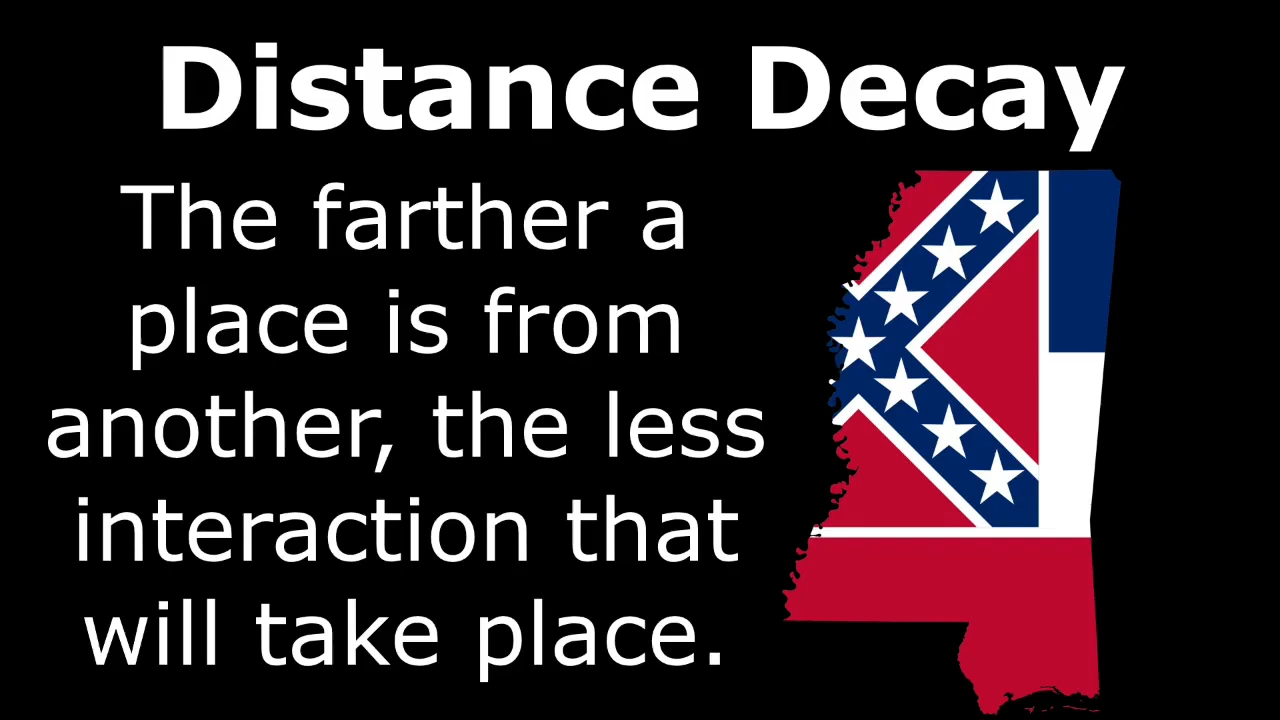 Distance Decay
The farther a
place is from
another, the less
interaction that
will take place.